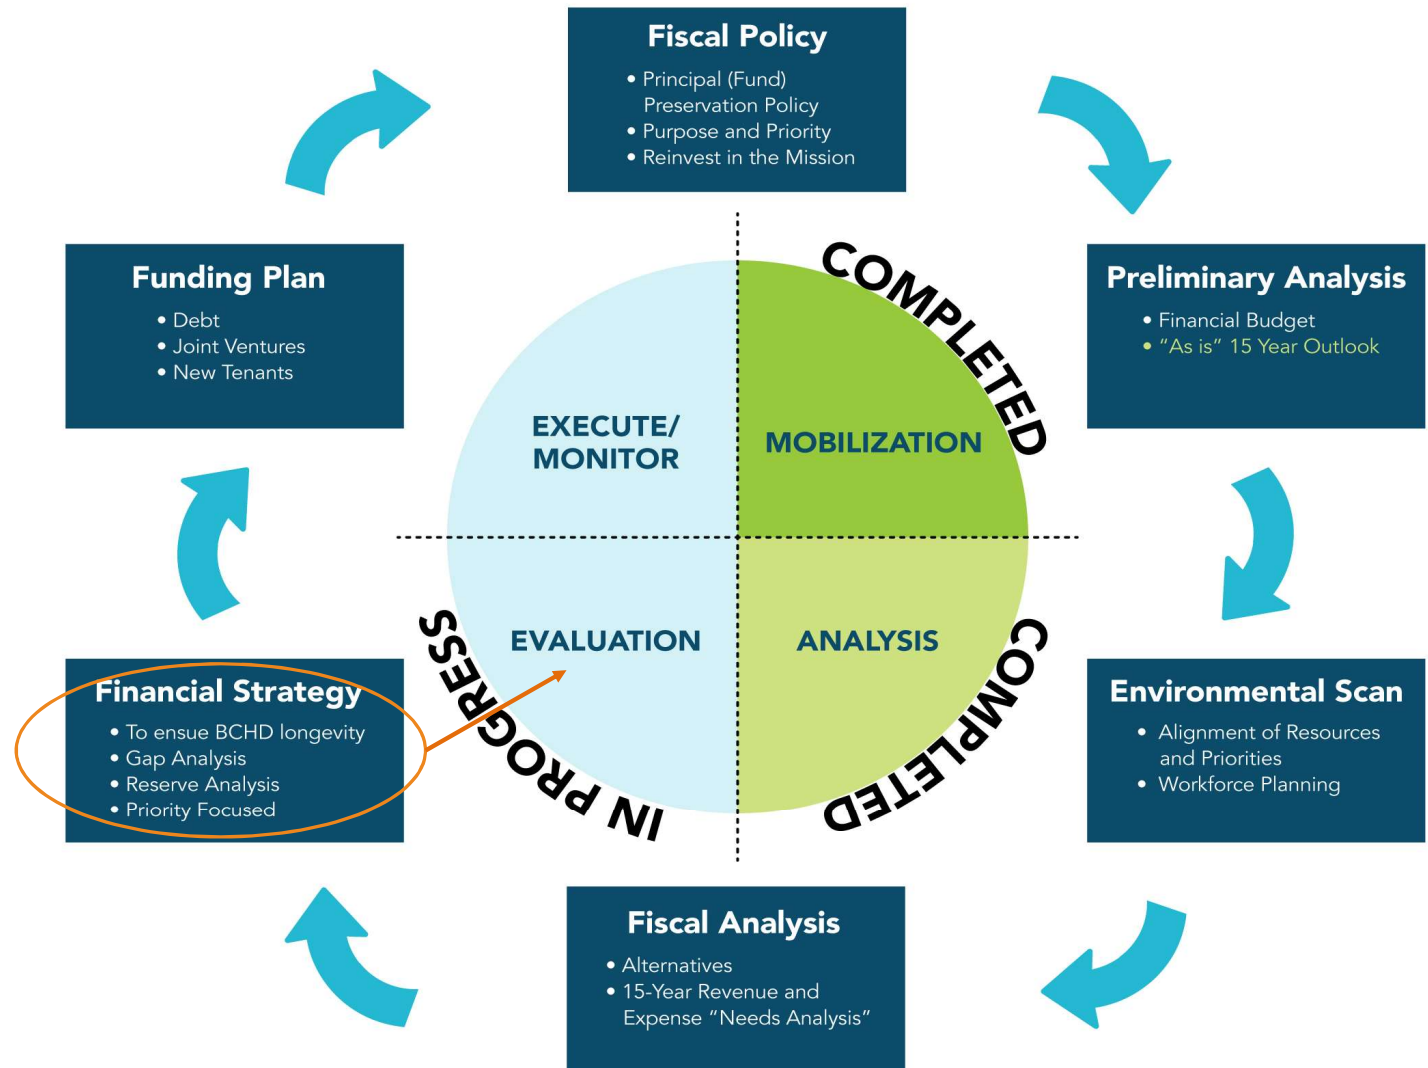 Fiscal Policy
• Principal (Fund)
Preservation Policy
• Purpose and Priority
• Reinvest in the Mission
Preliminary Analysis
• Financial Budget
• “As is” 15 Year Outlook
Environmental Scan
• Alignment of Resources
and Priorities
• Workforce Planning
Fiscal Analysis
• Alternatives
• 15-Year Revenue and
Expense “Needs Analysis”
Financial Strategy
• To ensue BCHD longevity
• Gap Analysis
• Reserve Analysis
• Priority Focused
Funding Plan
• Debt
• Joint Ventures
• New Tenants
EXECUTE/
MONITOR
MOBILIZATION
COMPLETED
EVALUATION
IN PROGRESS
ANALYSIS
COMPLETED